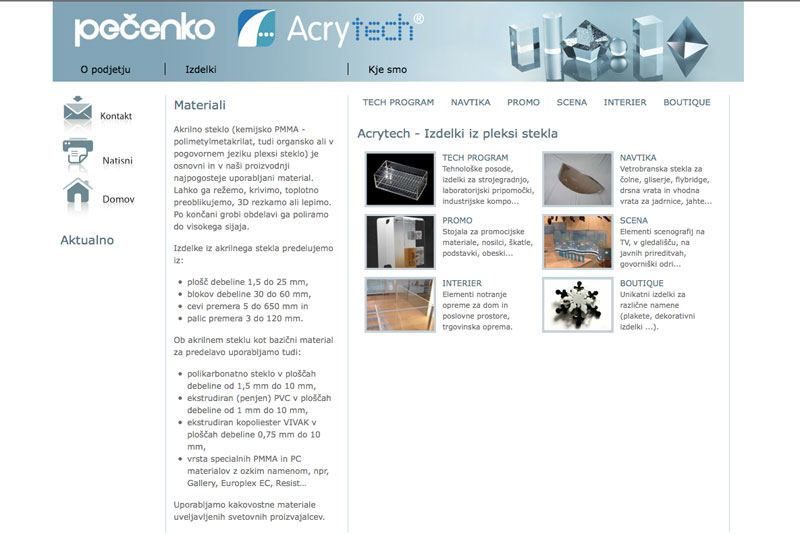 pečenko
Acrytech®
O podjetju
Izdelki
Kje smo
Kontakt
Natisni
Domov
Aktualno
Materiali
Akrilno steklo (kemijsko PMMA -
polimetylmetakrilat, tudi organsko ali v
pogovornem jeziku plexsi steklo) je
osnovni in v naši proizvodnji
najpogosteje uporabljani material.
Lahko ga režemo, krivimo, toplotno
preoblikujemo, 3D rezkamo ali lepimo.
Po končani grobi obdelavi ga poliramo
do visokega sijaja.
Izdelke iz akrilnega stekla predelujemo
iz:
plošč debeline 1,5 do 25 mm,
blokov debeline 30 do 60 mm,
cevi premera 5 do 650 mm in
palic premera 3 do 120 mm.
Ob akrilnem steklu kot bazični material
za predelavo uporabljamo tudi:
polikarbonatno steklo v ploščah
debeline od 1,5 mm do 10 mm,
ekstrudiran (penjen) PVC v ploščah
debeline od 1 mm do 10 mm,
ekstrudiran kopoliester VIVAK v
ploščah debeline 0,75 mm do 10
mm,
vrsta specialnih PMMA in PC
materialov z ozkim namenom, npr,
Gallery, Europlex EC, Resist...
Uporabljamo kakovostne materiale
uveljavljenih svetovnih proizvajalcev.
TECH PROGRAM NAVTIKA PROMO SCENA INTERIER BOUTIQUE
Acrytech - Izdelki iz pleksi stekla
TECH PROGRAM
Tehnološke posode,
izdelki za strojegradnjo,
laboratorijski pripomočki,
industrijske kompo...
NAVTIKA
Vetrobranska stekla za
čolne, gliserje, flybridge,
drsna vrata in vhodna
vrata za jadrnice, jahte...
PROMO
Stojala za promocijske
materiale, nosilci, škatle,
podstavki, obeski...
SCENA
Elementi scenografij na
TV, v gledališču, na
javnih prireditvah,
govorniški odri...
INTERIER
Elementi notranje
opreme za dom in
poslovne prostore,
trgovinska oprema.
BOUTIQUE
Unikatni izdelki za
različne namene
(plakete, dekorativni
izdelki ...).